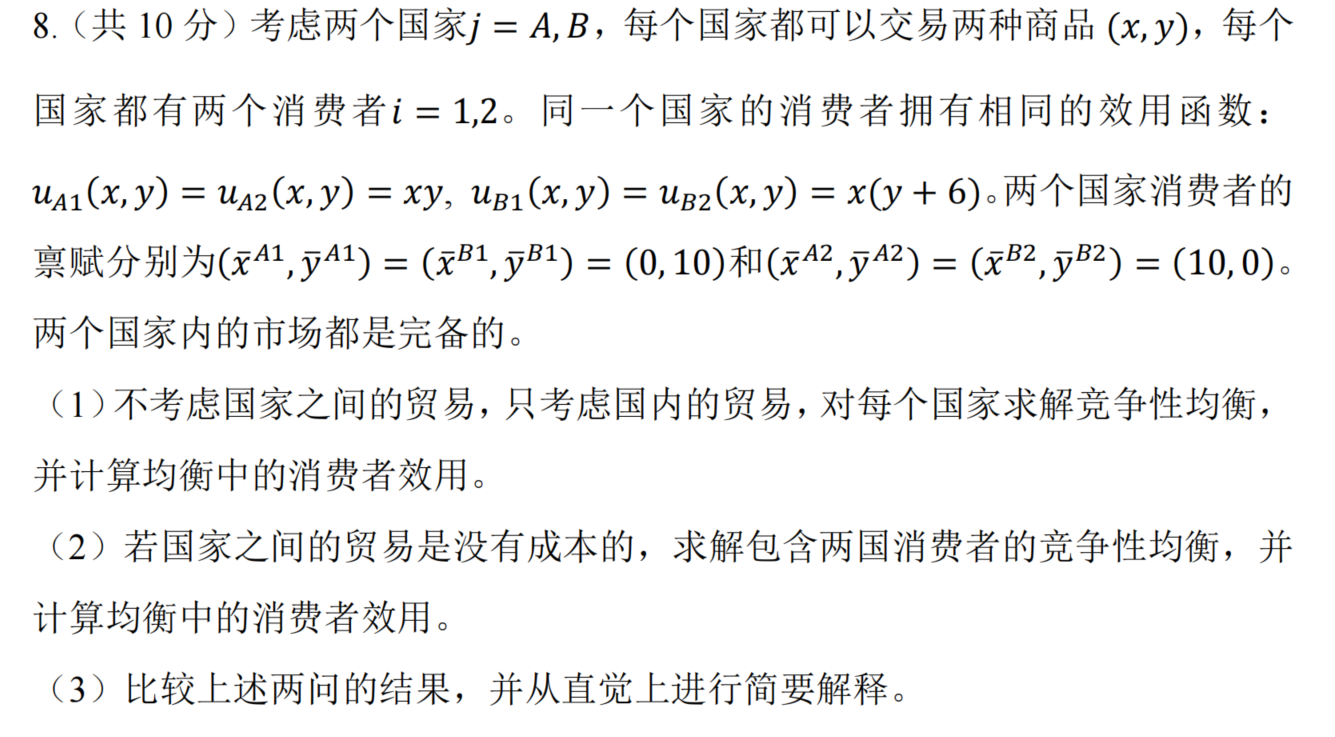 8.（共 10 分）考虑两个国家j = A, B，每个国家都可以交易两种商品 (x, y)，每个
国家都有两个消费者i = 1,2。同一个国家的消费者拥有相同的效用函数：
u_{A1}(x, y) = u_{A2}(x, y) = xy, u_{B1}(x, y) = u_{B2}(x, y) = x(y + 6)。两个国家消费者的
禀赋分别为(x̄^{A1}, ȳ^{A1}) = (x̄^{B1}, ȳ^{B1}) = (0, 10)和(x̄^{A2}, ȳ^{A2}) = (x̄^{B2}, ȳ^{B2}) = (10, 0)。
两个国家内的市场都是完备的。
（1）不考虑国家之间的贸易，只考虑国内的贸易，对每个国家求解竞争性均衡，
并计算均衡中的消费者效用。
（2）若国家之间的贸易是没有成本的，求解包含两国消费者的竞争性均衡，并
计算均衡中的消费者效用。
（3）比较上述两问的结果，并从直觉上进行简要解释。